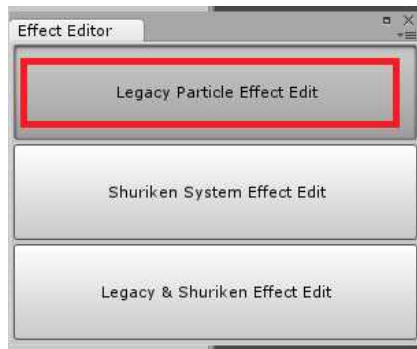 Effect Editor
Legacy Particle Effect Edit
Shuriken System Effect Edit
Legacy & Shuriken Effect Edit